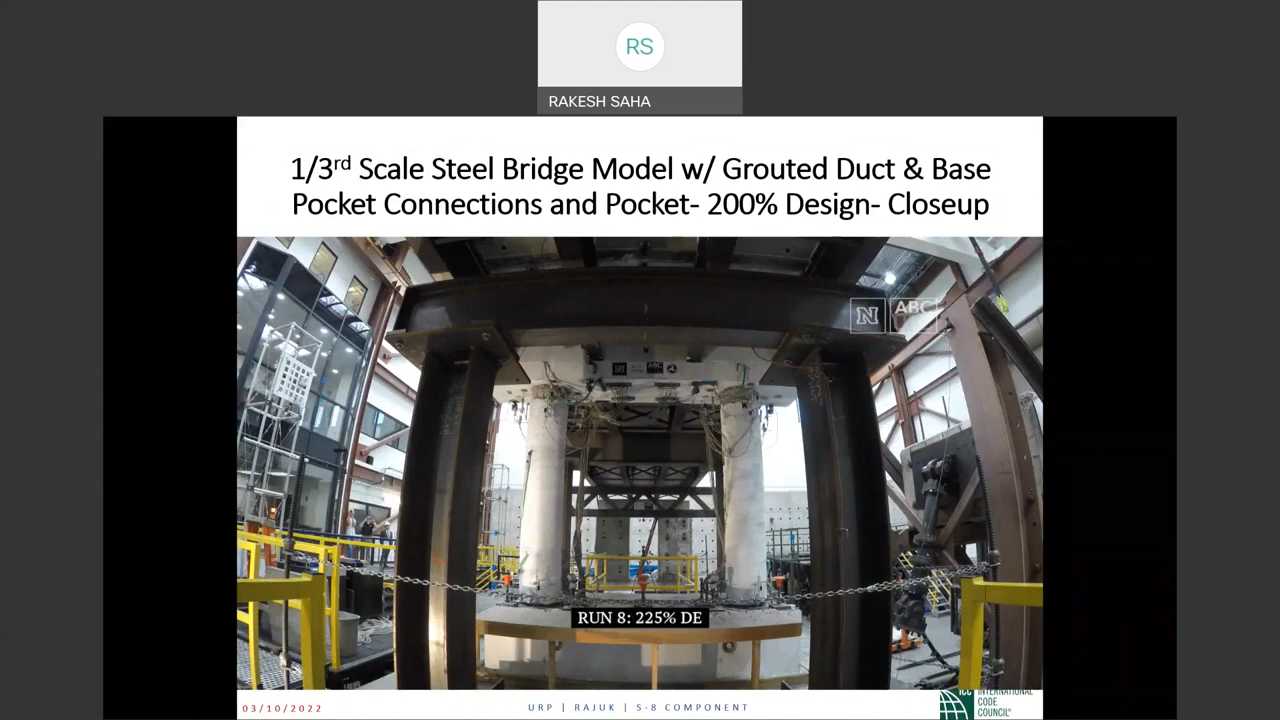 RS
RAKESH SAHA
1/3rd Scale Steel Bridge Model w/ Grouted Duct & Base
Pocket Connections and Pocket- 200% Design- Closeup
N
ABC
RUN 8: 225% DE
03/10/2022
URP | RAJUK | S-8 COMPONENT
ICC
INTERNATIONAL
CODE
COUNCIL